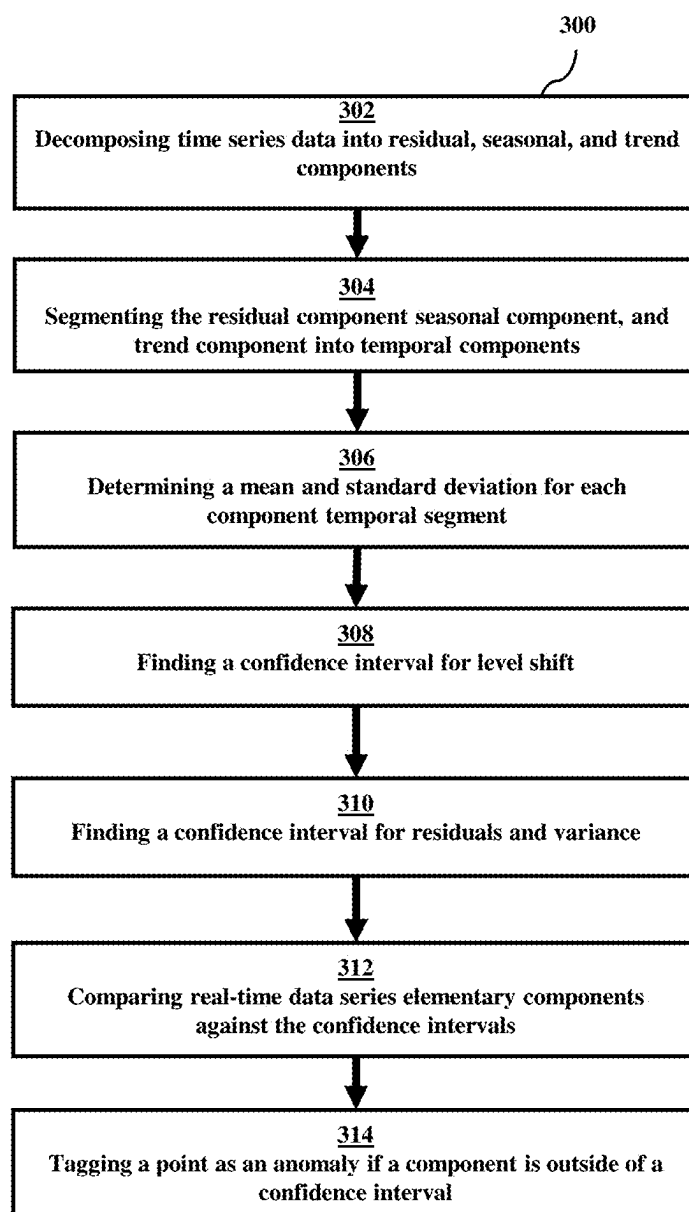 300
302
Decomposing time series data into residual, seasonal, and trend
components
304
Segmenting the residual component seasonal component, and
trend component into temporal components
306
Determining a mean and standard deviation for each
component temporal segment
308
Finding a confidence interval for level shift
310
Finding a confidence interval for residuals and variance
312
Comparing real-time data series elementary components
against the confidence intervals
314
Tagging a point as an anomaly if a component is outside of a
confidence interval